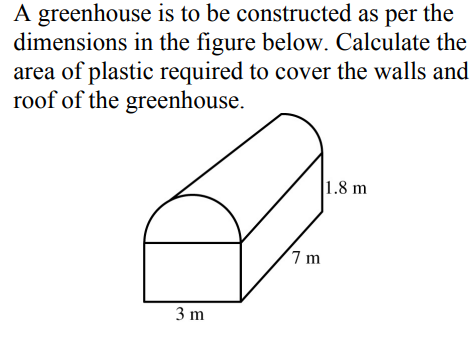 A greenhouse is to be constructed as per the
dimensions in the figure below. Calculate the
area of plastic required to cover the walls and
roof of the greenhouse.
1.8 m
7 m
3 m